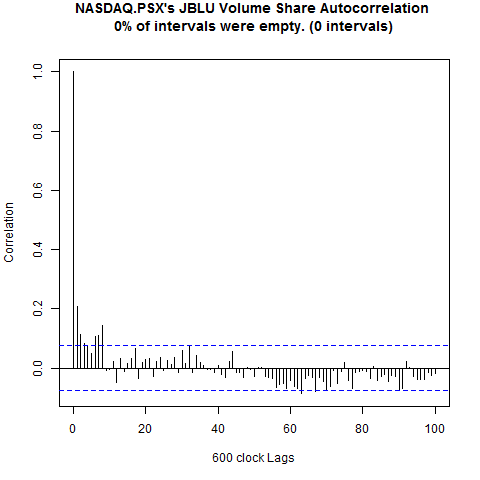 NASDAQ.PSX's JBLU Volume Share Autocorrelation
0% of intervals were empty. (0 intervals)
Correlation
1.0
0.8
0.6
0.4
0.2
0.0
0 20 40 60 80 100
600 clock Lags